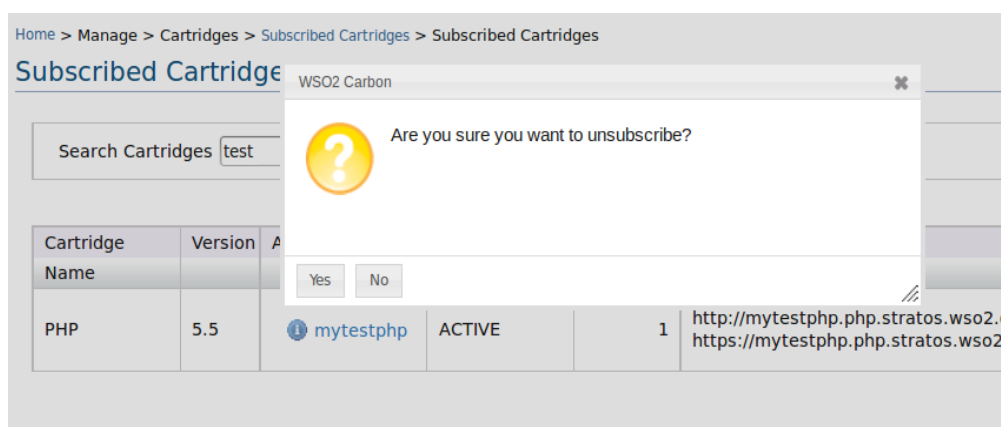 Home > Manage > Cartridges > Subscribed Cartridges > Subscribed Cartridges
Subscribed Cartridge
WSO2 Carbon
Are you sure you want to unsubscribe?
Search Cartridges test
Yes No
Cartridge Version A
Name
PHP 5.5 mytestphp ACTIVE 1
http://mytestphp.php.stratos.wso2.
https://mytestphp.php.stratos.wso2